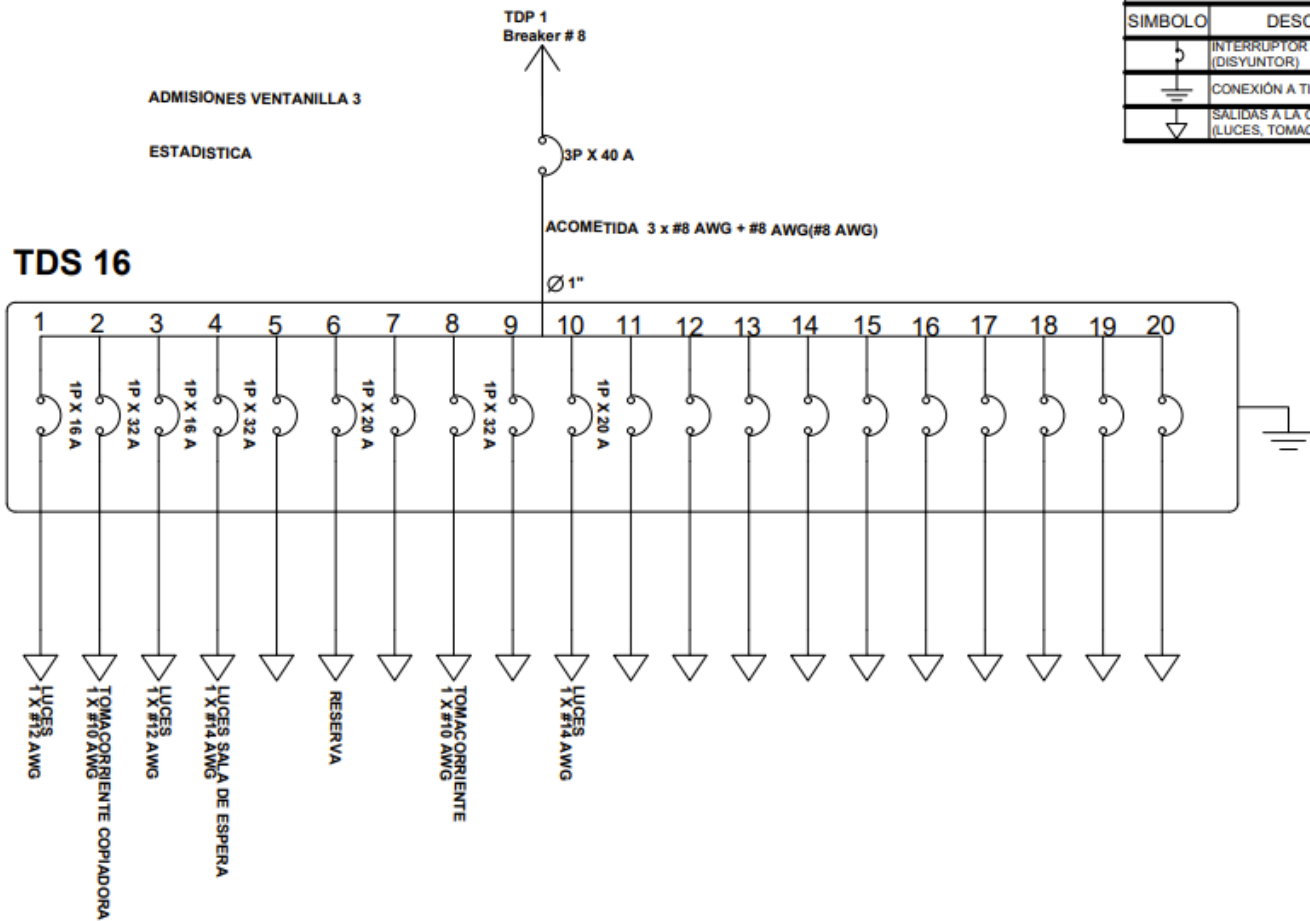 TDP 1
Breaker # 8
SIMBOLO DESC
INTERRUPTOR
(DISYUNTOR)
CONEXIÓN A TI
SALIDAS A LA C
(LUCES, TOMAC
ADMISIONES VENTANILLA 3
ESTADISTICA
3P X 40 A
ACOMETIDA 3 x #8 AWG + #8 AWG(#8 AWG)
Ø 1"
TDS 16
1 2 3 4 5 6 7 8 9 10 11 12 13 14 15 16 17 18 19 20
1P X 16 A
1P X 32 A
1P X 16 A
1P X 32 A
1P X 20 A
1P X 32 A
1P X 20 A
LUCES
1 X #12 AWG
TOMACORRIENTE COPIADORA
1 X #10 AWG
LUCES
1 X #12 AWG
LUCES SALA DE ESPERA
1 X #14 AWG
RESERVA
TOMACORRIENTE
1 X #10 AWG
LUCES
1 X #14 AWG